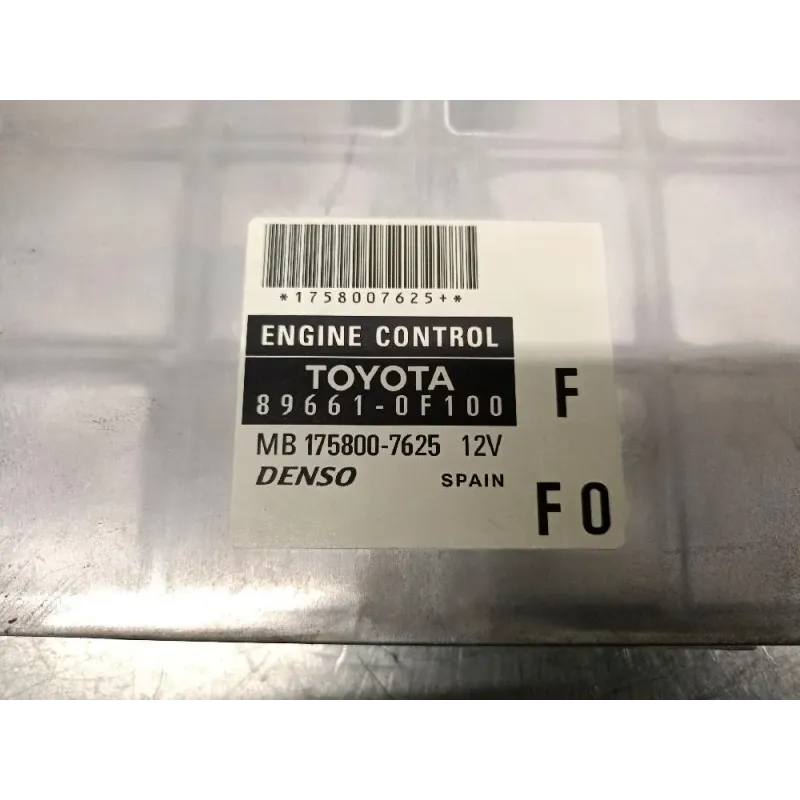 *1758007625+*
ENGINE CONTROL
TOYOTA
89661-0F100
F
MB 175800-7625 12V
DENSO SPAIN
F0